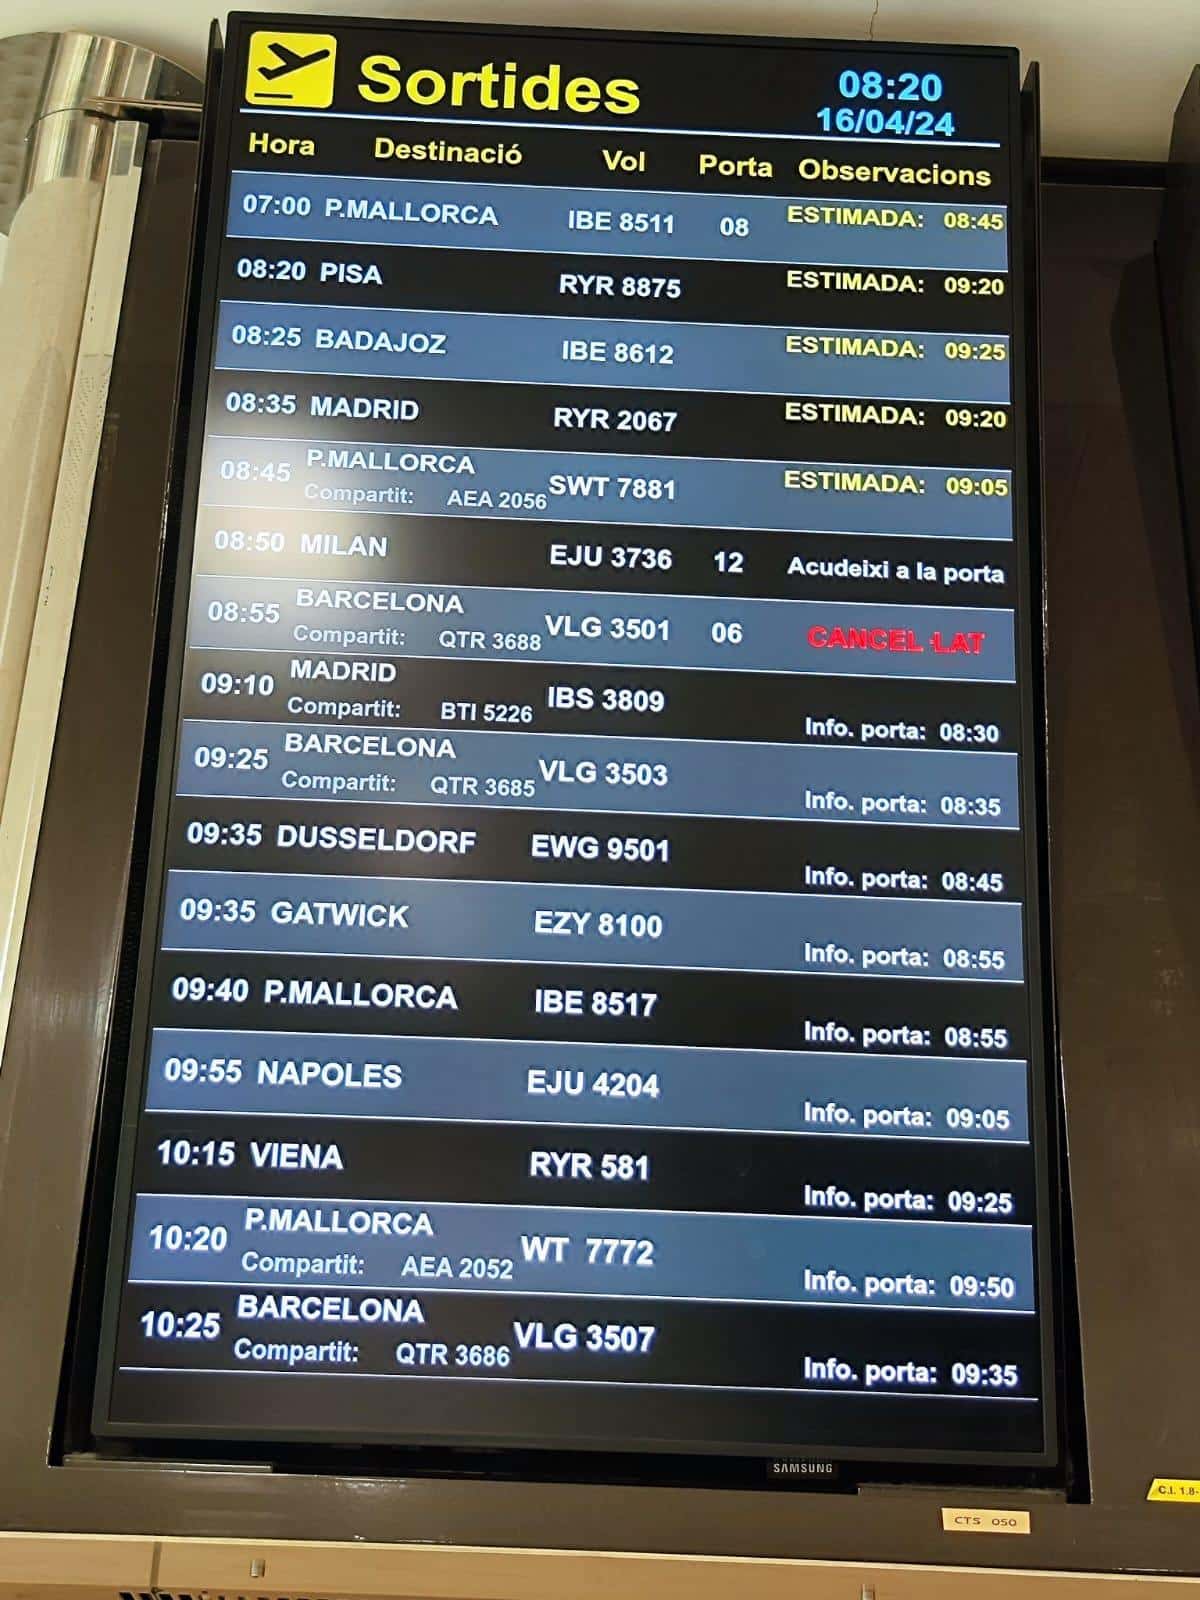 Sortides 08:20
16/04/24
Hora Destinació Vol Porta Observacions
07:00 P.MALLORCA IBE 8511 08 ESTIMADA: 08:45
08:20 PISA RYR 8875 ESTIMADA: 09:20
08:25 BADAJOZ IBE 8612 ESTIMADA: 09:25
08:35 MADRID RYR 2067 ESTIMADA: 09:20
08:45 P.MALLORCA SWT 7881 ESTIMADA: 09:05
Compartit: AEA 2056
08:50 MILAN EJU 3736 12 Acudeixi a la porta
08:55 BARCELONA VLG 3501 06 CANCEL·LAT
Compartit: QTR 3688
09:10 MADRID IBS 3809 Info. porta: 08:30
Compartit: BTI 5226
09:25 BARCELONA VLG 3503 Info. porta: 08:35
Compartit: QTR 3685
09:35 DUSSELDORF EWG 9501 Info. porta: 08:45
09:35 GATWICK EZY 8100 Info. porta: 08:55
09:40 P.MALLORCA IBE 8517 Info. porta: 08:55
09:55 NAPOLES EJU 4204 Info. porta: 09:05
10:15 VIENA RYR 581 Info. porta: 09:25
10:20 P.MALLORCA WT 7772 Info. porta: 09:50
Compartit: AEA 2052
10:25 BARCELONA VLG 3507 Info. porta: 09:35
Compartit: QTR 3686
SAMSUNG
C.I. 1.8-
CTS 050